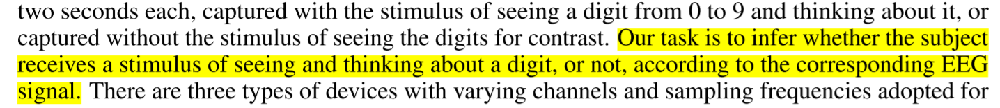 two seconds each, captured with the stimulus of seeing a digit from 0 to 9 and thinking about it, or
captured without the stimulus of seeing the digits for contrast. Our task is to infer whether the subject
receives a stimulus of seeing and thinking about a digit, or not, according to the corresponding EEG
signal. There are three types of devices with varying channels and sampling frequencies adopted for